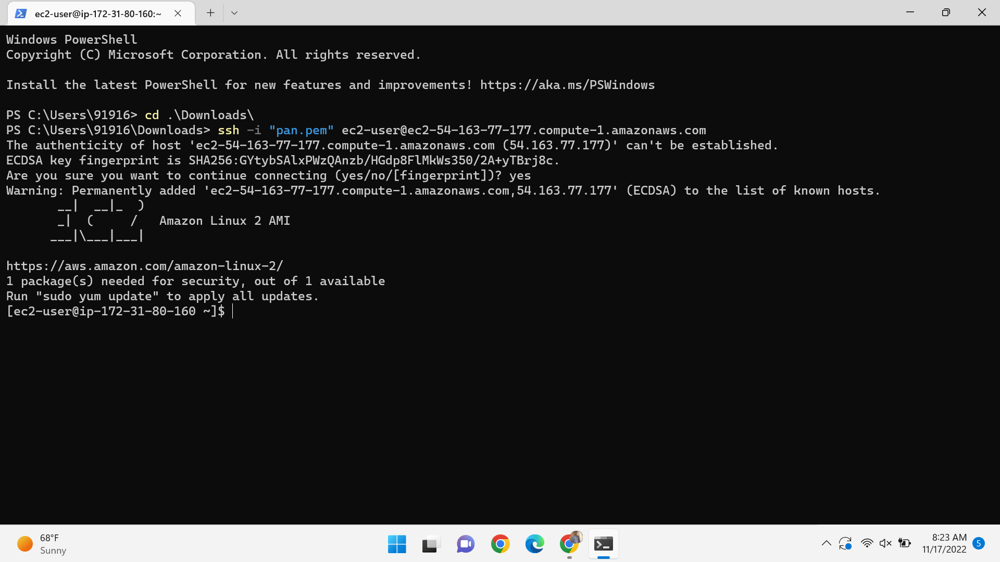 ec2-user@ip-172-31-80-160:~
Windows PowerShell
Copyright (C) Microsoft Corporation. All rights reserved.
Install the latest PowerShell for new features and improvements! https://aka.ms/PSWindows
PS C:\Users\91916> cd .\Downloads\
PS C:\Users\91916\Downloads> ssh -i "pan.pem" ec2-user@ec2-54-163-77-177.compute-1.amazonaws.com
The authenticity of host 'ec2-54-163-77-177.compute-1.amazonaws.com (54.163.77.177)' can't be established.
ECDSA key fingerprint is SHA256:GYtybSAlxPWzQAnzb/HGdp8FlMkWs350/2A+yTBrj8c.
Are you sure you want to continue connecting (yes/no/[fingerprint])? yes
Warning: Permanently added 'ec2-54-163-77-177.compute-1.amazonaws.com,54.163.77.177' (ECDSA) to the list of known hosts.
       __|  __|_  )
       _|  (     /   Amazon Linux 2 AMI
      ___|\___|___|
https://aws.amazon.com/amazon-linux-2/
1 package(s) needed for security, out of 1 available
Run "sudo yum update" to apply all updates.
[ec2-user@ip-172-31-80-160 ~]$
68°F
Sunny
8:23 AM
11/17/2022
5